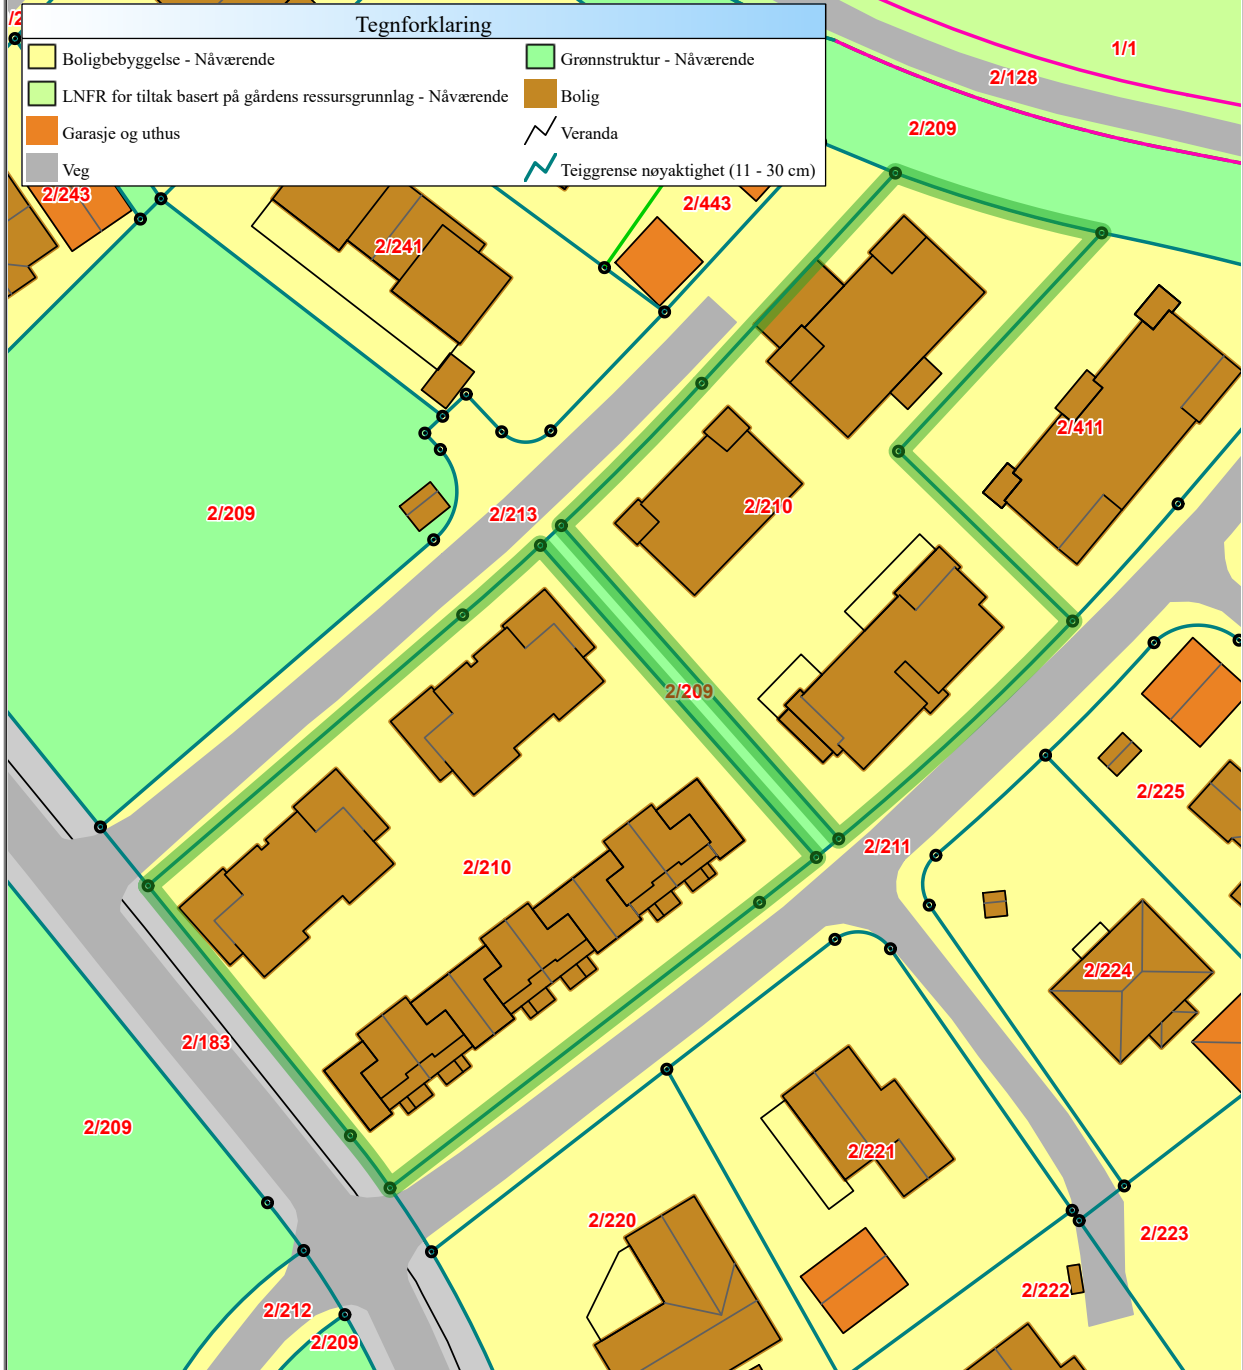 Tegnforklaring
Boligbebyggelse - Nåværende
Grønnstruktur - Nåværende
LNFR for tiltak basert på gårdens ressursgrunnlag - Nåværende
Bolig
Garasje og uthus
Veranda
Veg
Teiggrense nøyaktighet (11 - 30 cm)
1/1
2/128
2/209
2/243
2/443
2/241
2/411
2/210
2/209
2/213
2/209
2/225
2/211
2/210
2/224
2/183
2/209
2/221
2/220
2/223
2/222
2/212
2/209